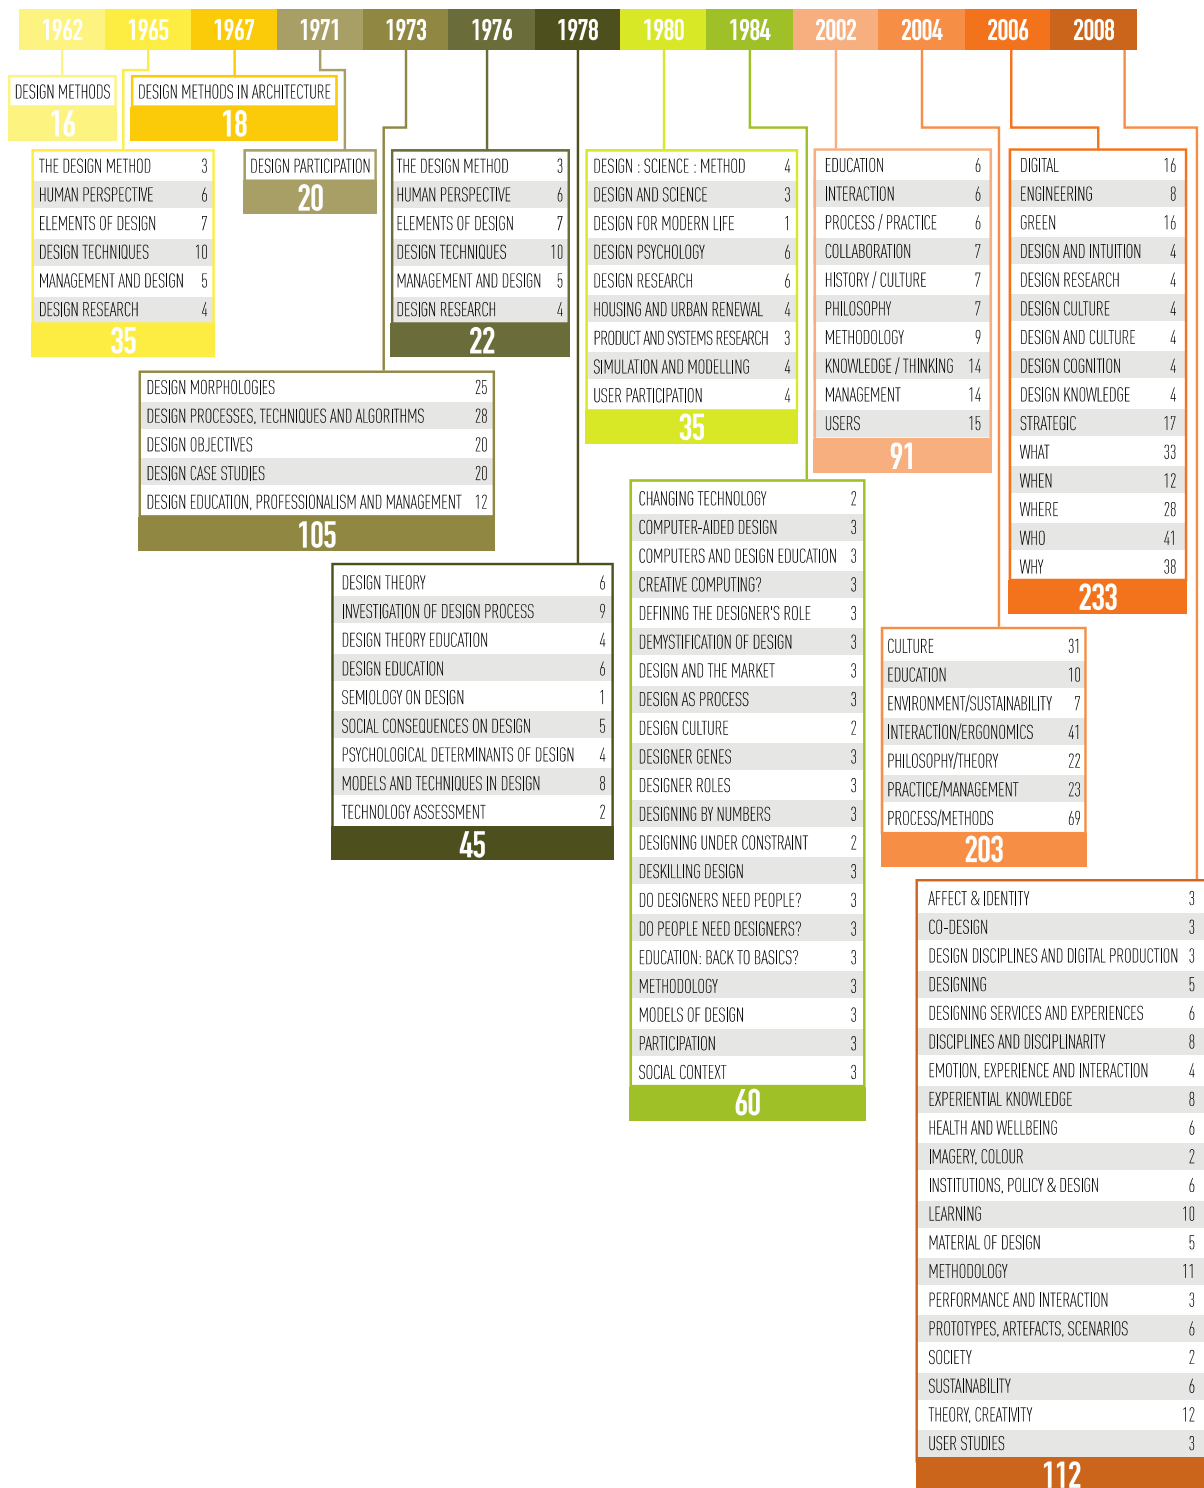 1962 1965 1967 1971 1973 1976 1978 1980 1984 2002 2004 2006 2008
DESIGN METHODS
16
DESIGN METHODS IN ARCHITECTURE
18
THE DESIGN METHOD 3
HUMAN PERSPECTIVE 6
ELEMENTS OF DESIGN 7
DESIGN TECHNIQUES 10
MANAGEMENT AND DESIGN 5
DESIGN RESEARCH 4
35
DESIGN PARTICIPATION
20
THE DESIGN METHOD 3
HUMAN PERSPECTIVE 6
ELEMENTS OF DESIGN 7
DESIGN TECHNIQUES 10
MANAGEMENT AND DESIGN 5
DESIGN RESEARCH 4
22
DESIGN : SCIENCE : METHOD 4
DESIGN AND SCIENCE 3
DESIGN FOR MODERN LIFE 1
DESIGN PSYCHOLOGY 6
DESIGN RESEARCH 6
HOUSING AND URBAN RENEWAL 4
PRODUCT AND SYSTEMS RESEARCH 3
SIMULATION AND MODELLING 4
USER PARTICIPATION 4
35
EDUCATION 6
INTERACTION 6
PROCESS / PRACTICE 6
COLLABORATION 7
HISTORY / CULTURE 7
PHILOSOPHY 7
METHODOLOGY 9
KNOWLEDGE / THINKING 14
MANAGEMENT 14
USERS 15
91
DIGITAL 16
ENGINEERING 8
GREEN 16
DESIGN AND INTUITION 4
DESIGN RESEARCH 4
DESIGN CULTURE 4
DESIGN AND CULTURE 4
DESIGN COGNITION 4
DESIGN KNOWLEDGE 4
STRATEGIC 17
WHAT 33
WHEN 12
WHERE 28
WHO 41
WHY 38
233
DESIGN MORPHOLOGIES 25
DESIGN PROCESSES, TECHNIQUES AND ALGORITHMS 28
DESIGN OBJECTIVES 20
DESIGN CASE STUDIES 20
DESIGN EDUCATION, PROFESSIONALISM AND MANAGEMENT 12
105
DESIGN THEORY 6
INVESTIGATION OF DESIGN PROCESS 9
DESIGN THEORY EDUCATION 4
DESIGN EDUCATION 6
SEMIOLOGY ON DESIGN 1
SOCIAL CONSEQUENCES ON DESIGN 5
PSYCHOLOGICAL DETERMINANTS OF DESIGN 4
MODELS AND TECHNIQUES IN DESIGN 8
TECHNOLOGY ASSESSMENT 2
45
CHANGING TECHNOLOGY 2
COMPUTER-AIDED DESIGN 3
COMPUTERS AND DESIGN EDUCATION 3
CREATIVE COMPUTING? 3
DEFINING THE DESIGNER'S ROLE 3
DEMYSTIFICATION OF DESIGN 3
DESIGN AND THE MARKET 3
DESIGN AS PROCESS 3
DESIGN CULTURE 2
DESIGNER GENES 3
DESIGNER ROLES 3
DESIGNING BY NUMBERS 3
DESIGNING UNDER CONSTRAINT 2
DESKILLING DESIGN 3
DO DESIGNERS NEED PEOPLE? 3
DO PEOPLE NEED DESIGNERS? 3
EDUCATION: BACK TO BASICS? 3
METHODOLOGY 3
MODELS OF DESIGN 3
PARTICIPATION 3
SOCIAL CONTEXT 3
60
CULTURE 31
EDUCATION 10
ENVIRONMENT/SUSTAINABILITY 7
INTERACTION/ERGONOMICS 41
PHILOSOPHY/THEORY 22
PRACTICE/MANAGEMENT 23
PROCESS/METHODS 69
203
AFFECT & IDENTITY 3
CO-DESIGN 3
DESIGN DISCIPLINES AND DIGITAL PRODUCTION 3
DESIGNING 5
DESIGNING SERVICES AND EXPERIENCES 6
DISCIPLINES AND DISCIPLINARITY 8
EMOTION, EXPERIENCE AND INTERACTION 4
EXPERIENTIAL KNOWLEDGE 8
HEALTH AND WELLBEING 6
IMAGERY, COLOUR 2
INSTITUTIONS, POLICY & DESIGN 6
LEARNING 10
MATERIAL OF DESIGN 5
METHODOLOGY 11
PERFORMANCE AND INTERACTION 3
PROTOTYPES, ARTEFACTS, SCENARIOS 6
SOCIETY 2
SUSTAINABILITY 6
THEORY, CREATIVITY 12
USER STUDIES 3
112